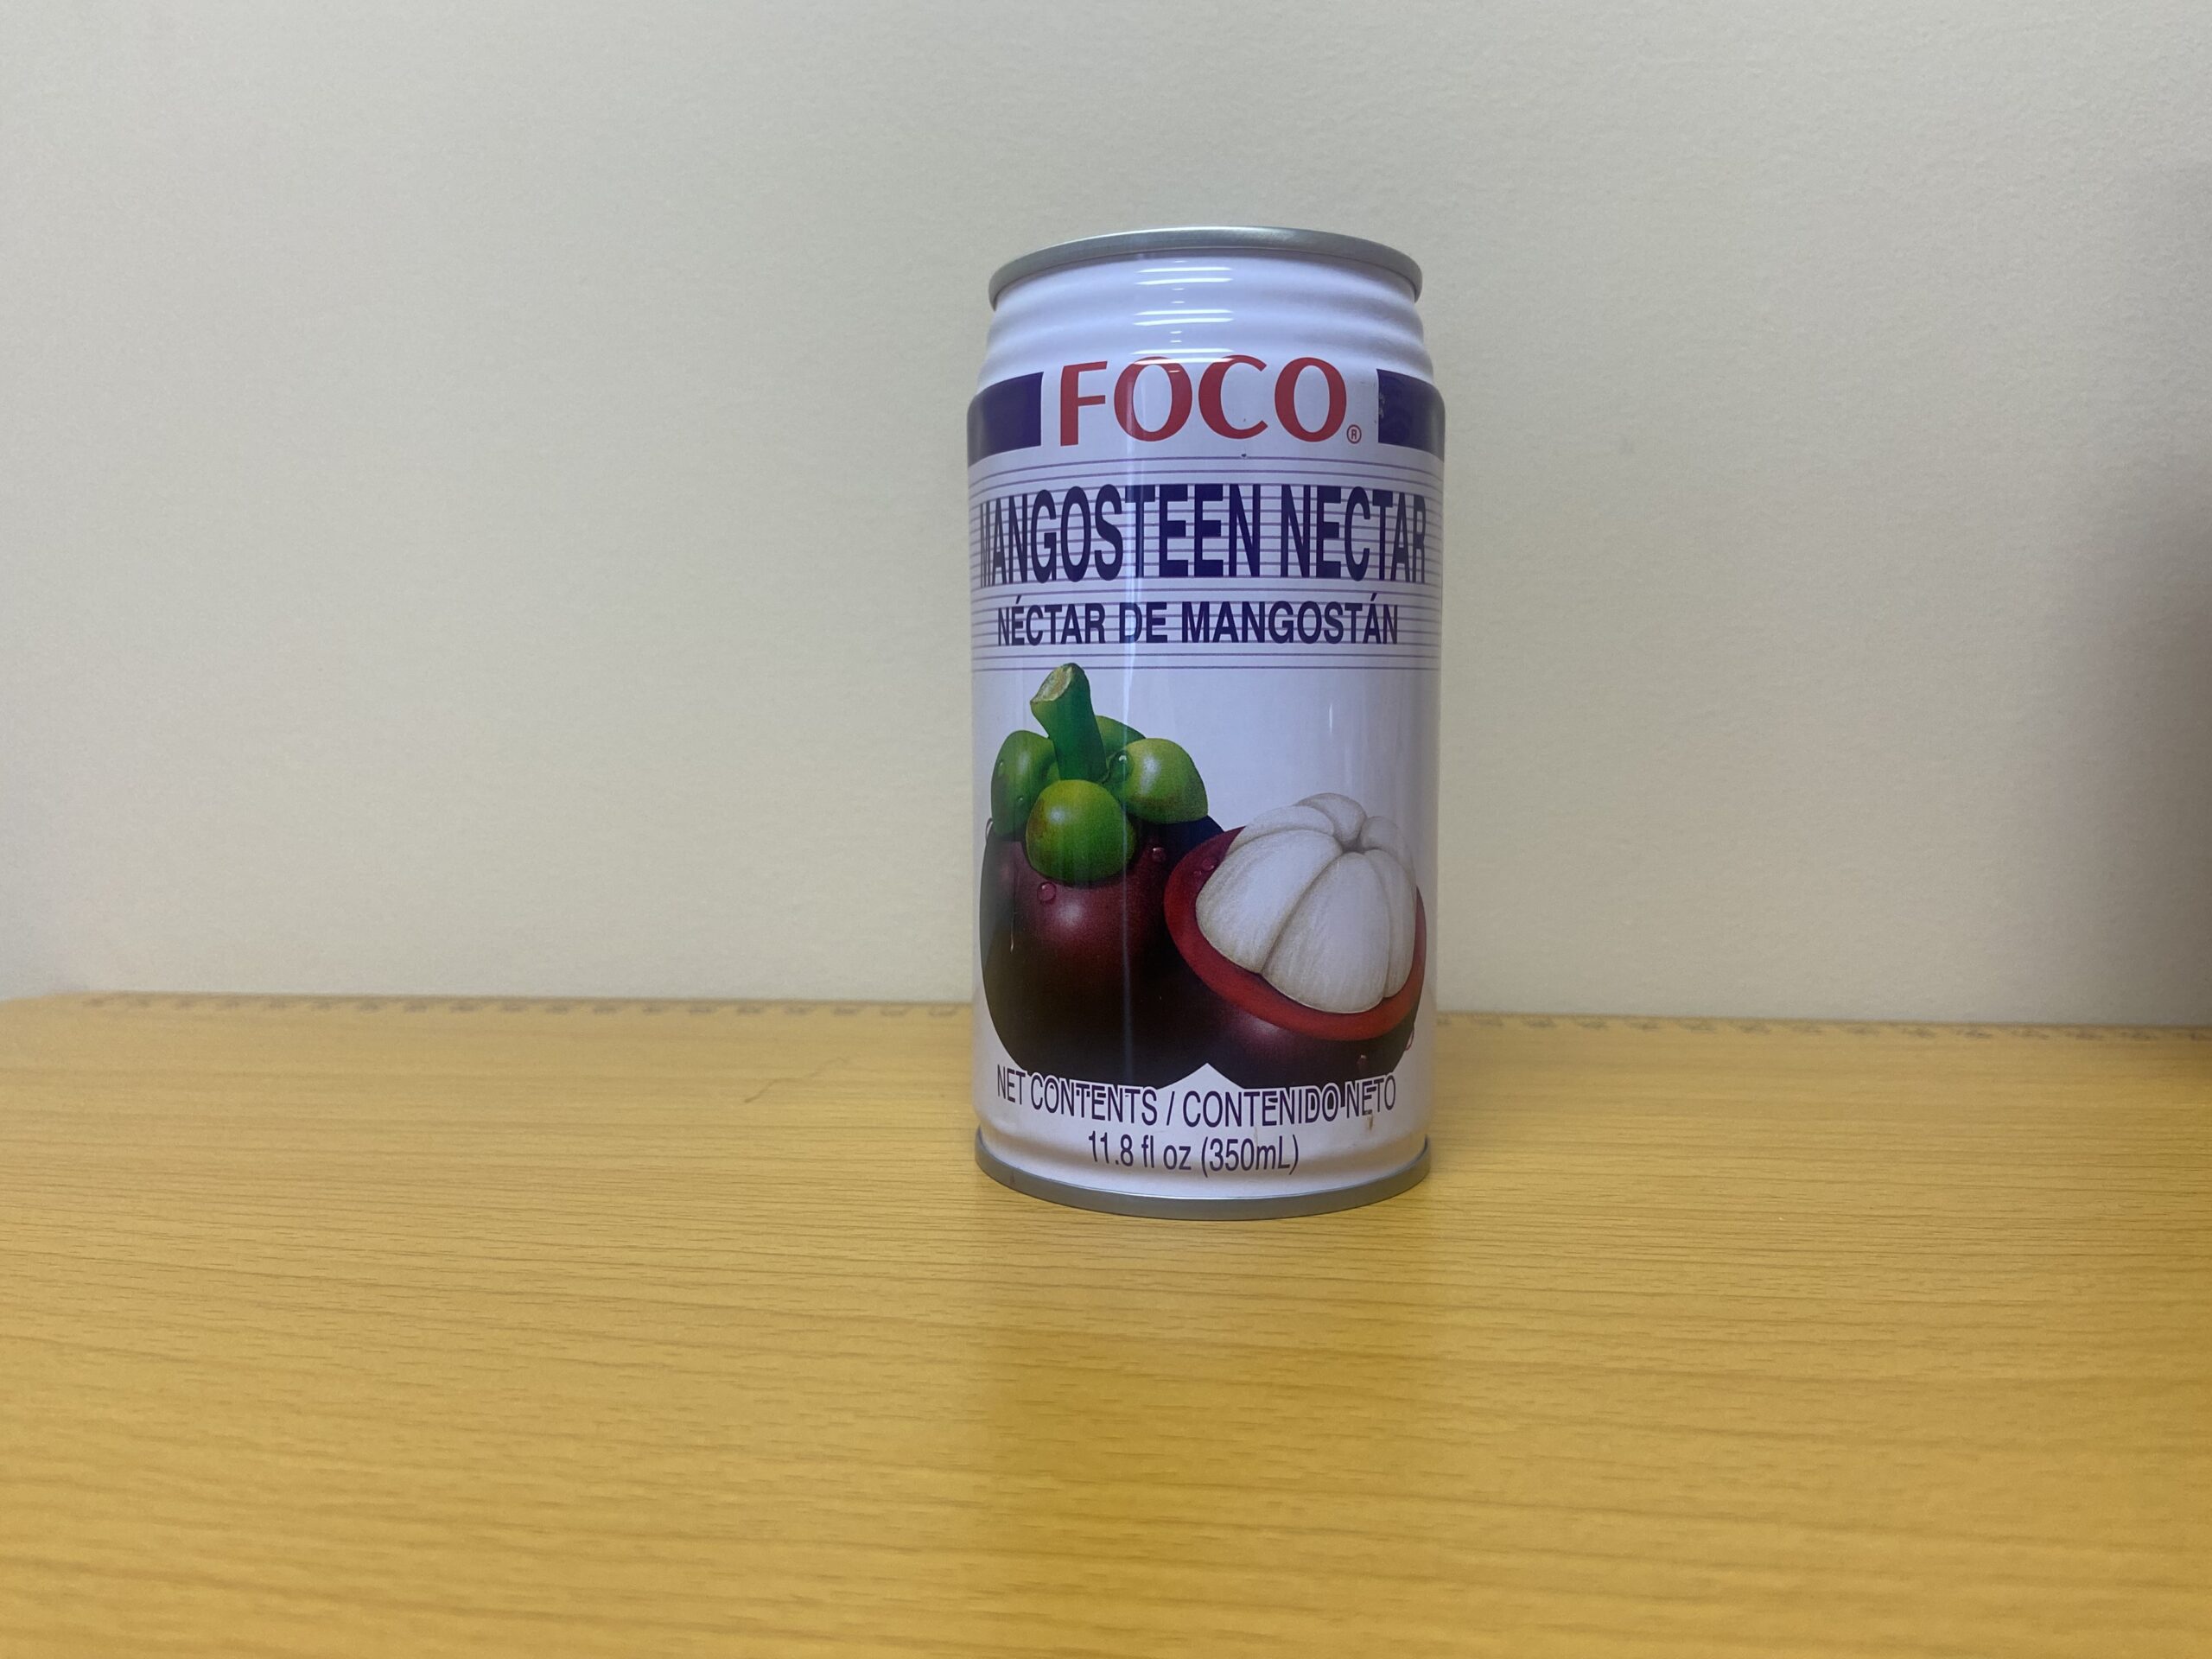 FOCO®
MANGOSTEEN NECTAR
NÉCTAR DE MANGOSTÁN
NET CONTENTS / CONTENIDO NETO
11.8 fl oz (350mL)